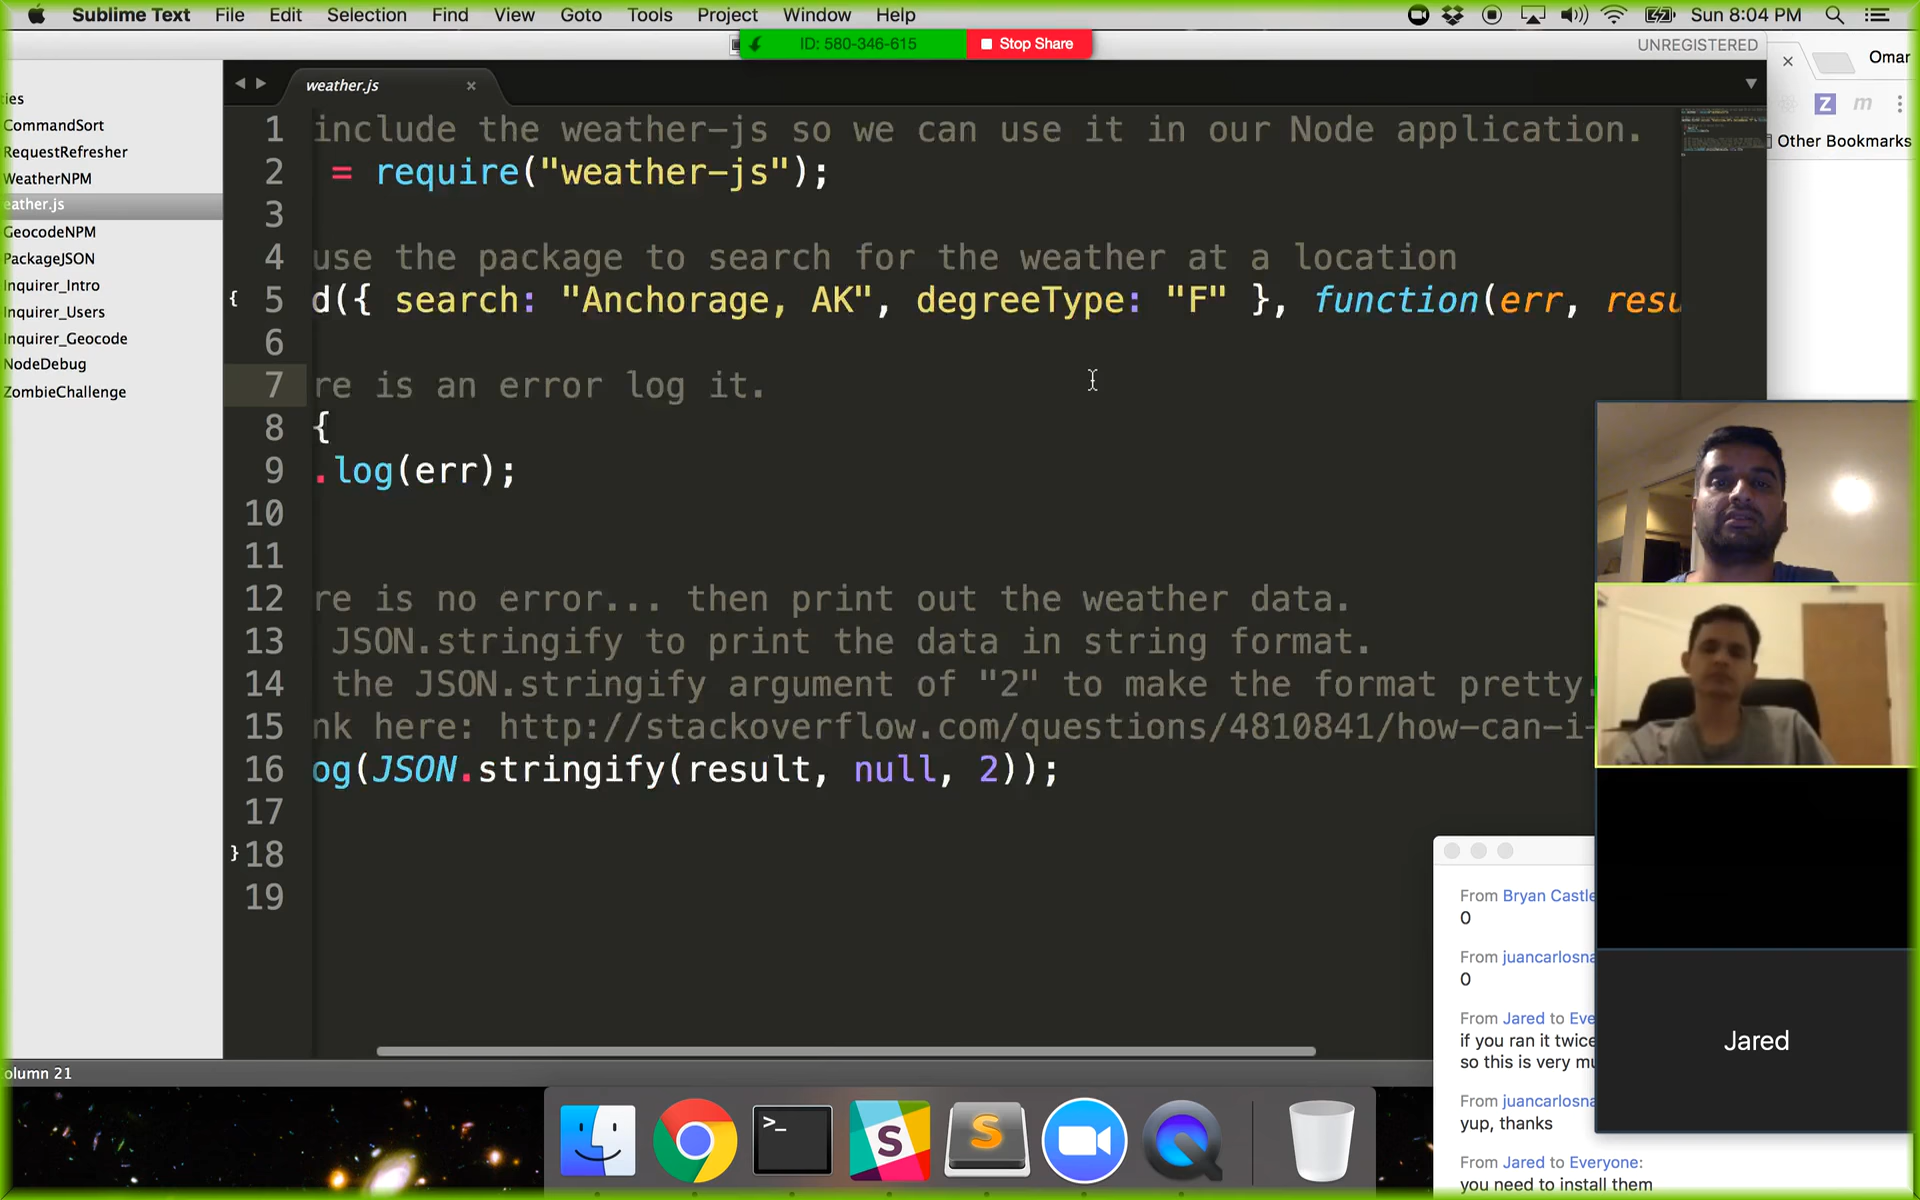 Sublime Text File Edit Selection Find View Goto Tools Project Window Help Sun 8:04 PM
ID: 580-346-615 Stop Share
UNREGISTERED
Omar
weather.js
Z m
Other Bookmarks
ties
CommandSort
RequestRefresher
WeatherNPM
eather.js
GeocodeNPM
PackageJSON
Inquirer_Intro
Inquirer_Users
Inquirer_Geocode
NodeDebug
ZombieChallenge
1 include the weather-js so we can use it in our Node application.
2 = require("weather-js");
3
4 use the package to search for the weather at a location
5 d({ search: "Anchorage, AK", degreeType: "F" }, function(err, resu
6
7 re is an error log it.
8 {
9 .log(err);
10
11
12 re is no error... then print out the weather data.
13 JSON.stringify to print the data in string format.
14 the JSON.stringify argument of "2" to make the format pretty.
15 nk here: http://stackoverflow.com/questions/4810841/how-can-i-
16 og(JSON.stringify(result, null, 2));
17
18
19
olumn 21
From Bryan Castle
0
From juancarlosna
0
From Jared to Eve
if you ran it twice
so this is very mu
From juancarlosna
yup, thanks
From Jared to Everyone:
you need to install them
Jared